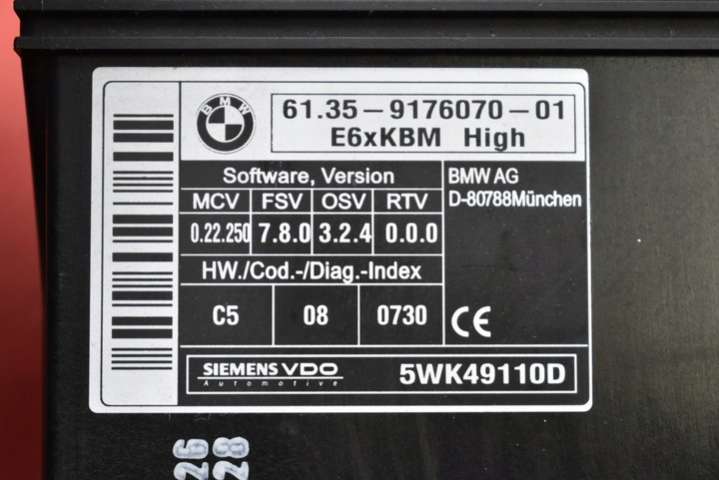 BMW
61.35-9176070-01
E6xKBM High
Software, Version
MCV FSV OSV RTV
0.22.250 7.8.0 3.2.4 0.0.0
HW./Cod.-/Diag.-Index
C5 08 0730
BMW AG
D-80788München
CE
SIEMENS VDO
Automotive
5WK49110D
26
28